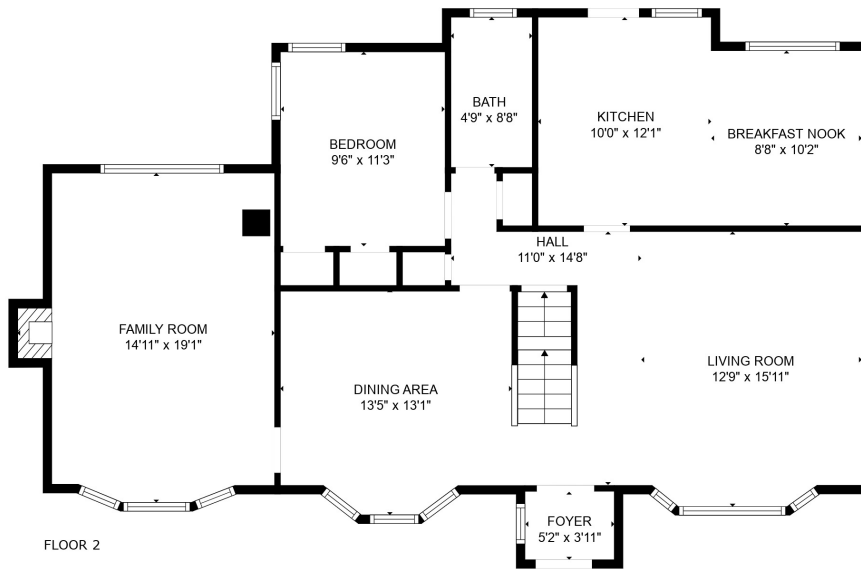 BATH
4'9" x 8'8"
KITCHEN
10'0" x 12'1"
BREAKFAST NOOK
8'8" x 10'2"
BEDROOM
9'6" x 11'3"
HALL
11'0" x 14'8"
FAMILY ROOM
14'11" x 19'1"
DINING AREA
13'5" x 13'1"
LIVING ROOM
12'9" x 15'11"
FOYER
5'2" x 3'11"
FLOOR 2